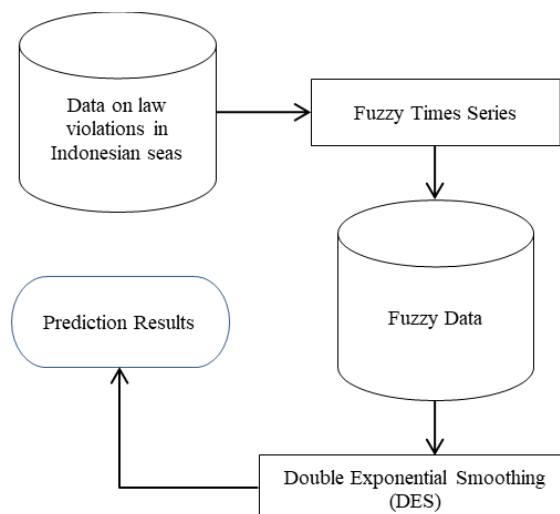 Data on law
violations in
Indonesian seas
Fuzzy Times Series
Fuzzy Data
Double Exponential Smoothing
(DES)
Prediction Results